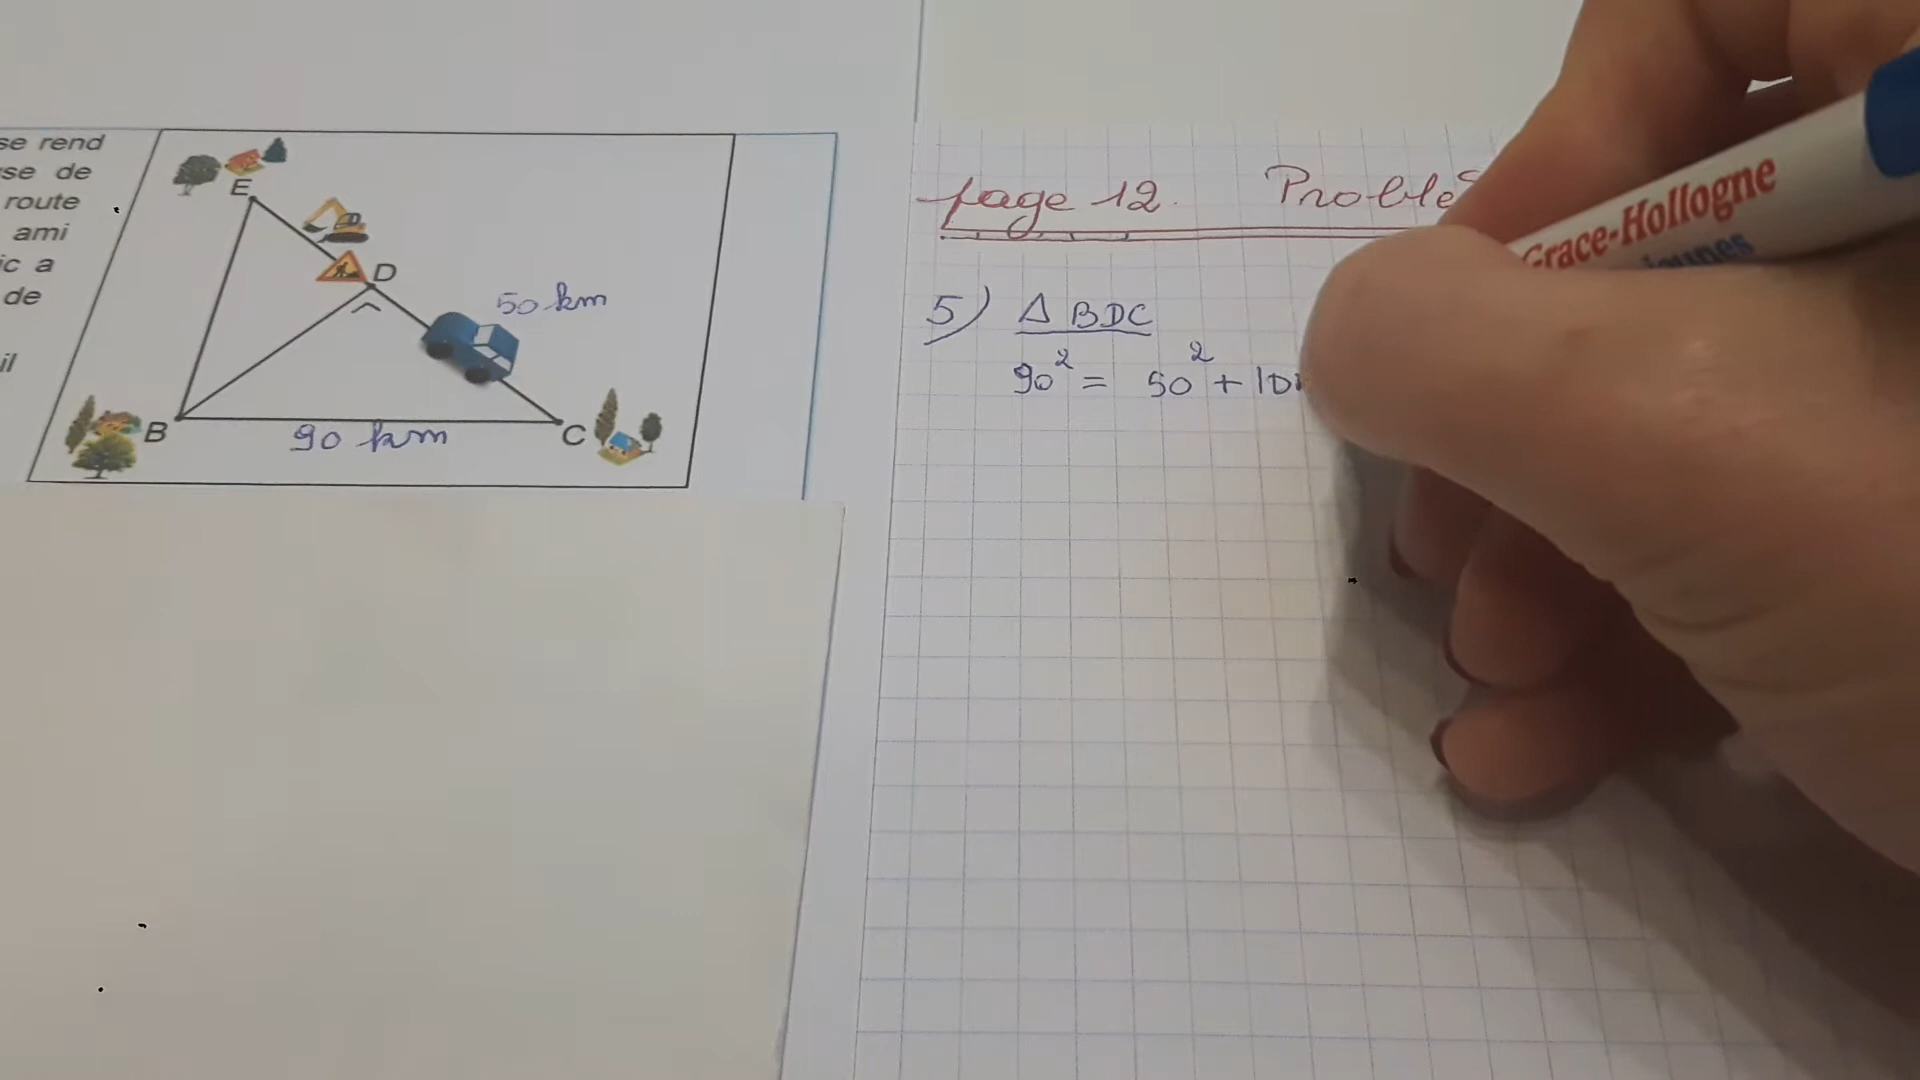 se rend
se de
route
ami
ic a
de
il
E
D
50 km
B
90 km
C
page 12. Problè
5) Δ BDC
90² = 50² +
Grace-Hollogne
jeunes